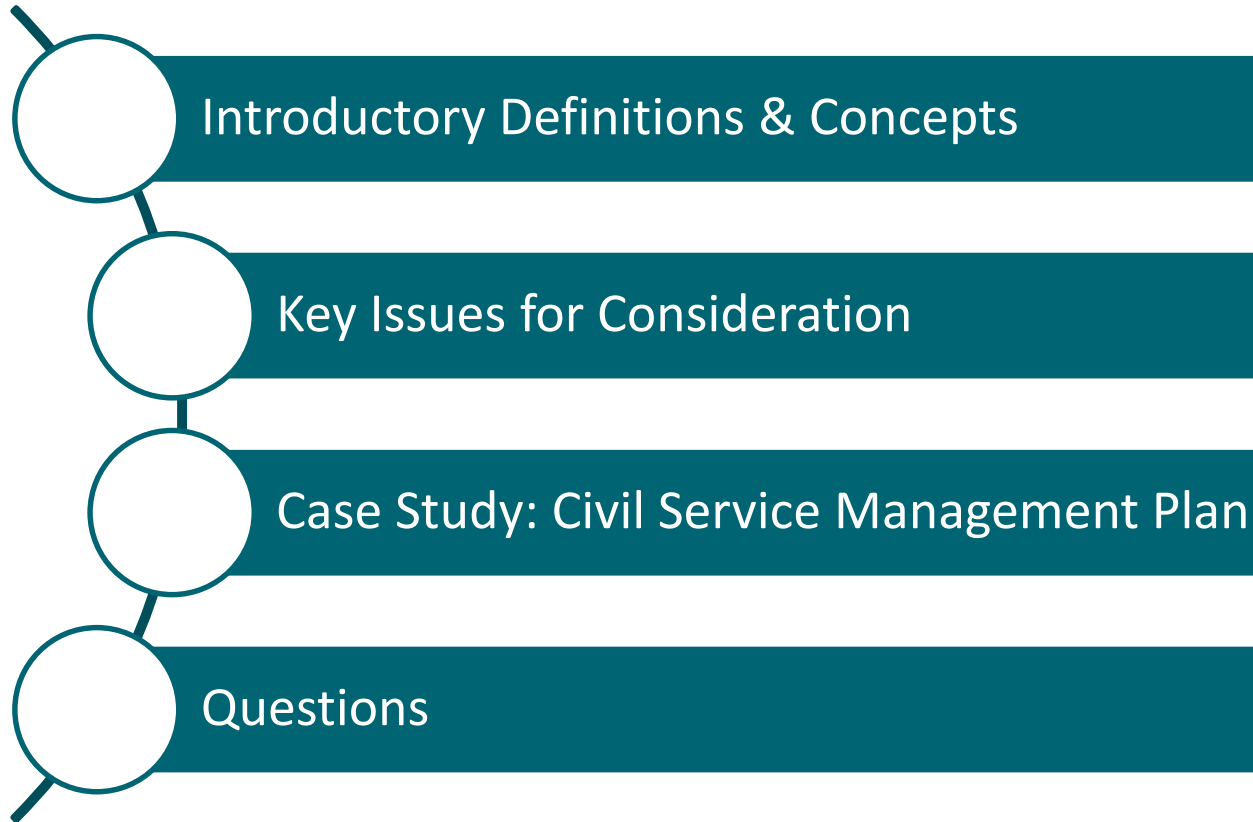 Introductory Definitions & Concepts
Key Issues for Consideration
Case Study: Civil Service Management Plan
Questions